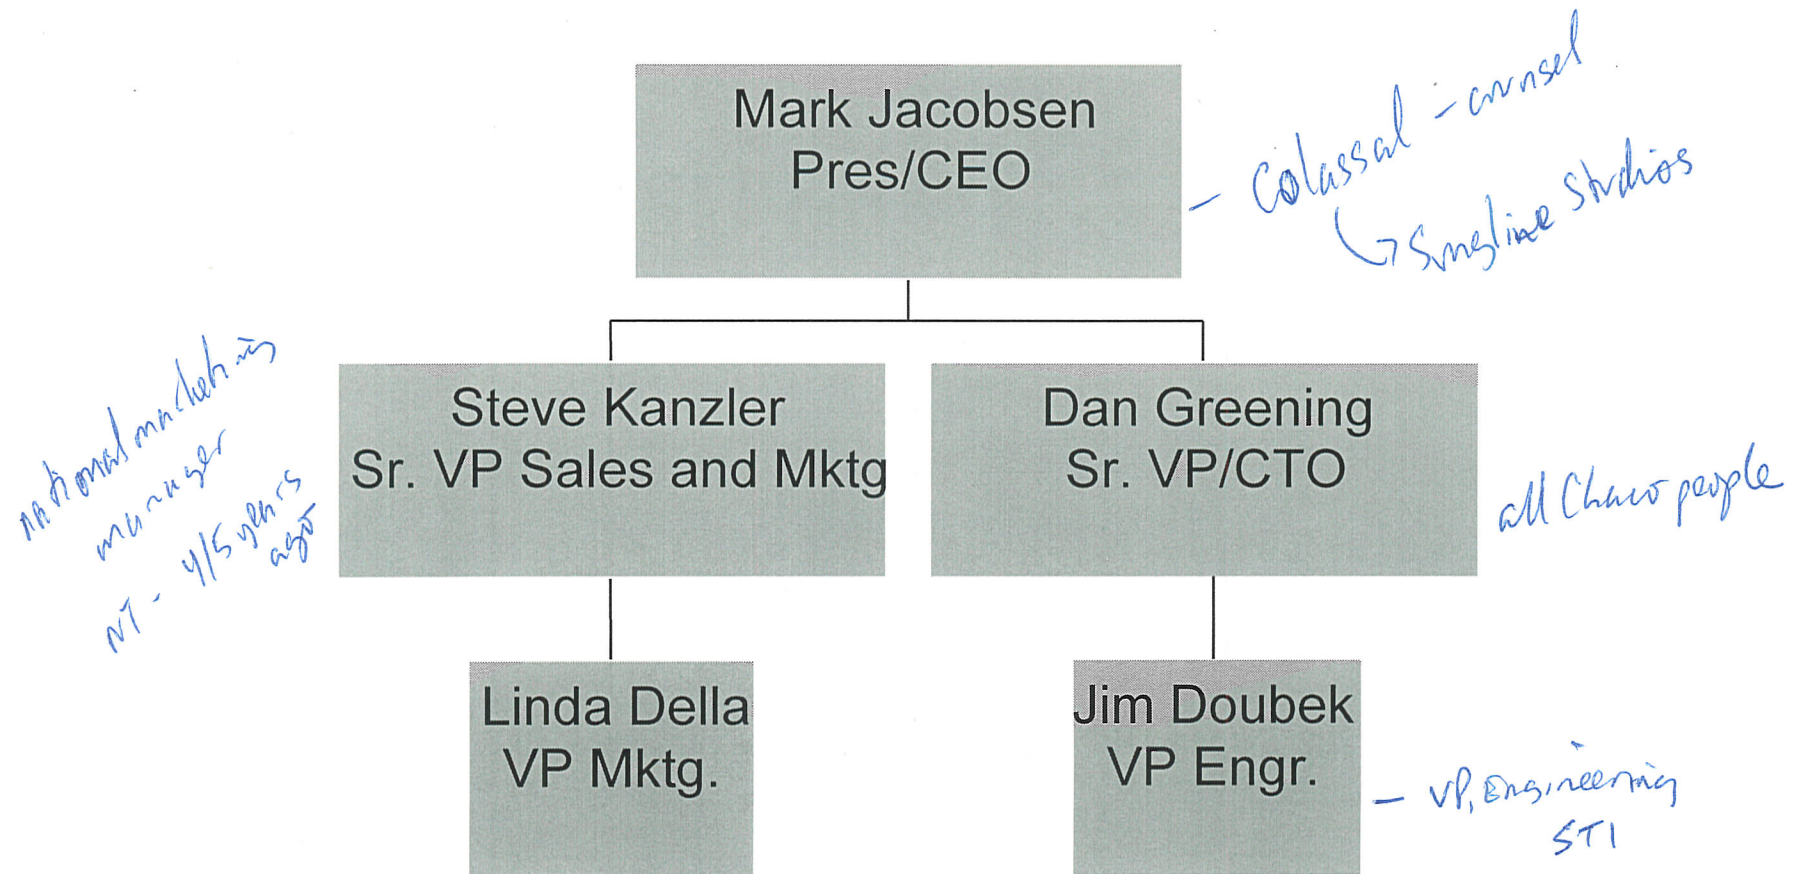 Mark Jacobsen
Pres/CEO
- Colassal - counsel
Songline Studios
Steve Kanzler
Sr. VP Sales and Mktg
national marketing
manager
NT - 4/5 years
ago
Dan Greening
Sr. VP/CTO
all Chaco people
Linda Della
VP Mktg.
Jim Doubek
VP Engr.
- VP, Engineering
STI